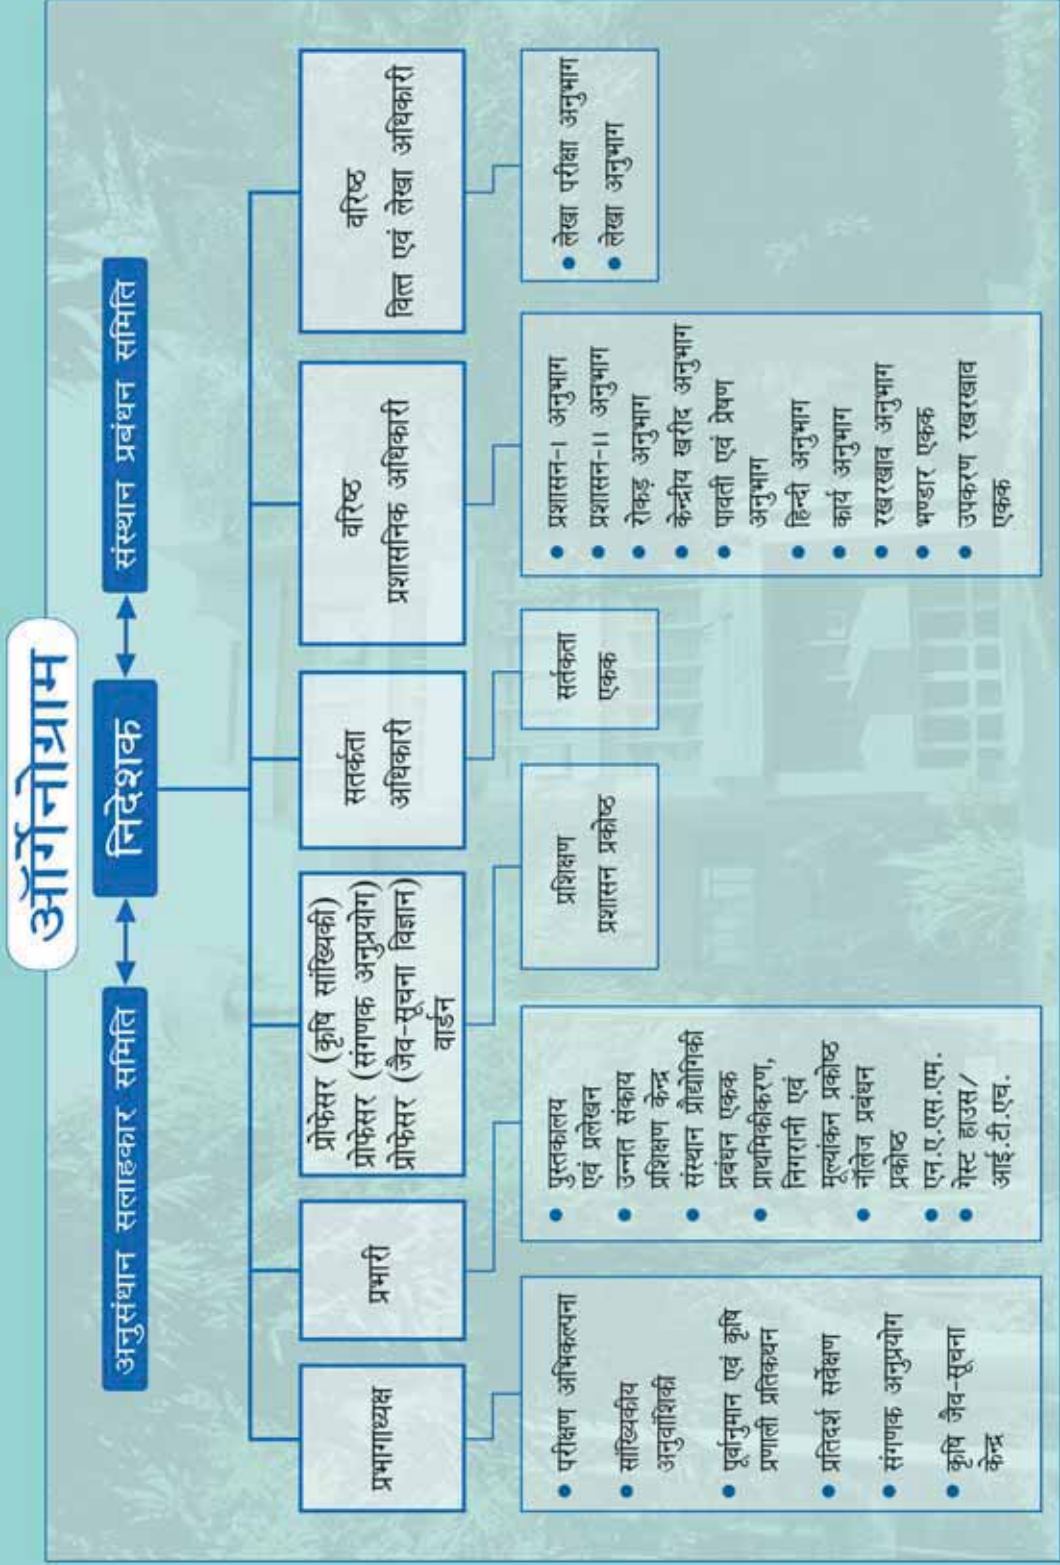 ऑर्गेनोग्राम
अनुसंधान सलाहकार समिति
निदेशक
संस्थान प्रबंधन समिति
प्रभागाध्यक्ष
प्रभारी
प्रोफेसर (कृषि सांख्यिकी)
प्रोफेसर (संगणक अनुप्रयोग)
प्रोफेसर (जैव-सूचना विज्ञान)
वार्डन
सतर्कता
अधिकारी
वरिष्ठ
प्रशासनिक अधिकारी
वरिष्ठ
वित्त एवं लेखा अधिकारी
• परीक्षण अभिकल्पना
• सांख्यिकीय
अनुवांशिकी
• पूर्वानुमान एवं कृषि
प्रणाली प्रतिकथन
• प्रतिदर्श सर्वेक्षण
• संगणक अनुप्रयोग
• कृषि जैव-सूचना
केन्द्र
• पुस्तकालय
एवं प्रलेखन
• उन्नत संकाय
प्रशिक्षण केन्द्र
• संस्थान प्रौद्योगिकी
प्रबंधन एकक
• प्राथमिकीकरण,
निगरानी एवं
मूल्यांकन प्रकोष्ठ
• नॉलेज प्रबंधन
प्रकोष्ठ
• एन.ए.एस.एम.
• गेस्ट हाउस/
आई.टी.एच.
प्रशिक्षण
प्रशासन प्रकोष्ठ
सर्तकता
एकक
• प्रशासन-I अनुभाग
• प्रशासन-II अनुभाग
• रोकड़ अनुभाग
• केन्द्रीय खरीद अनुभाग
• पावती एवं प्रेषण
अनुभाग
• हिन्दी अनुभाग
• कार्य अनुभाग
• रखरखाव अनुभाग
• भण्डार एकक
• उपकरण रखरखाव
एकक
• लेखा परीक्षा अनुभाग
• लेखा अनुभाग